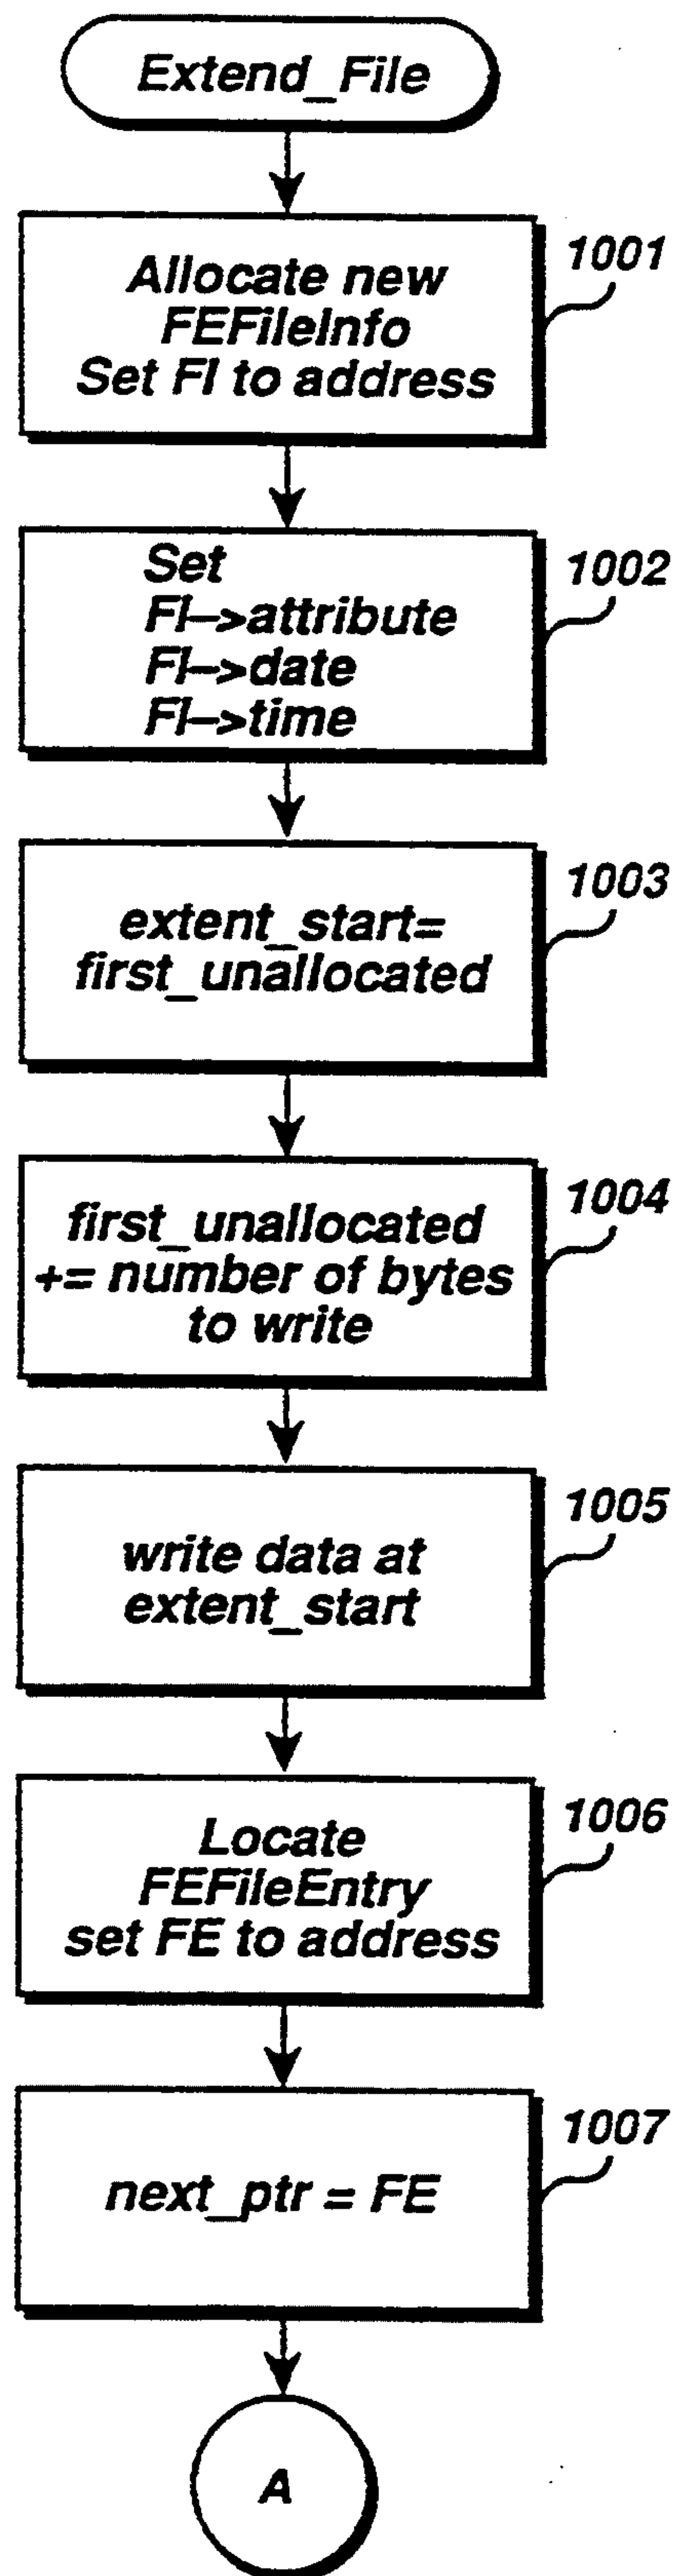 Extend_File
Allocate new
FEFileInfo
Set FI to address
1001
Set
FI->attribute
FI->date
FI->time
1002
extent_start=
first_unallocated
1003
first_unallocated
+= number of bytes
to write
1004
write data at
extent_start
1005
Locate
FEFileEntry
set FE to address
1006
next_ptr = FE
1007
A